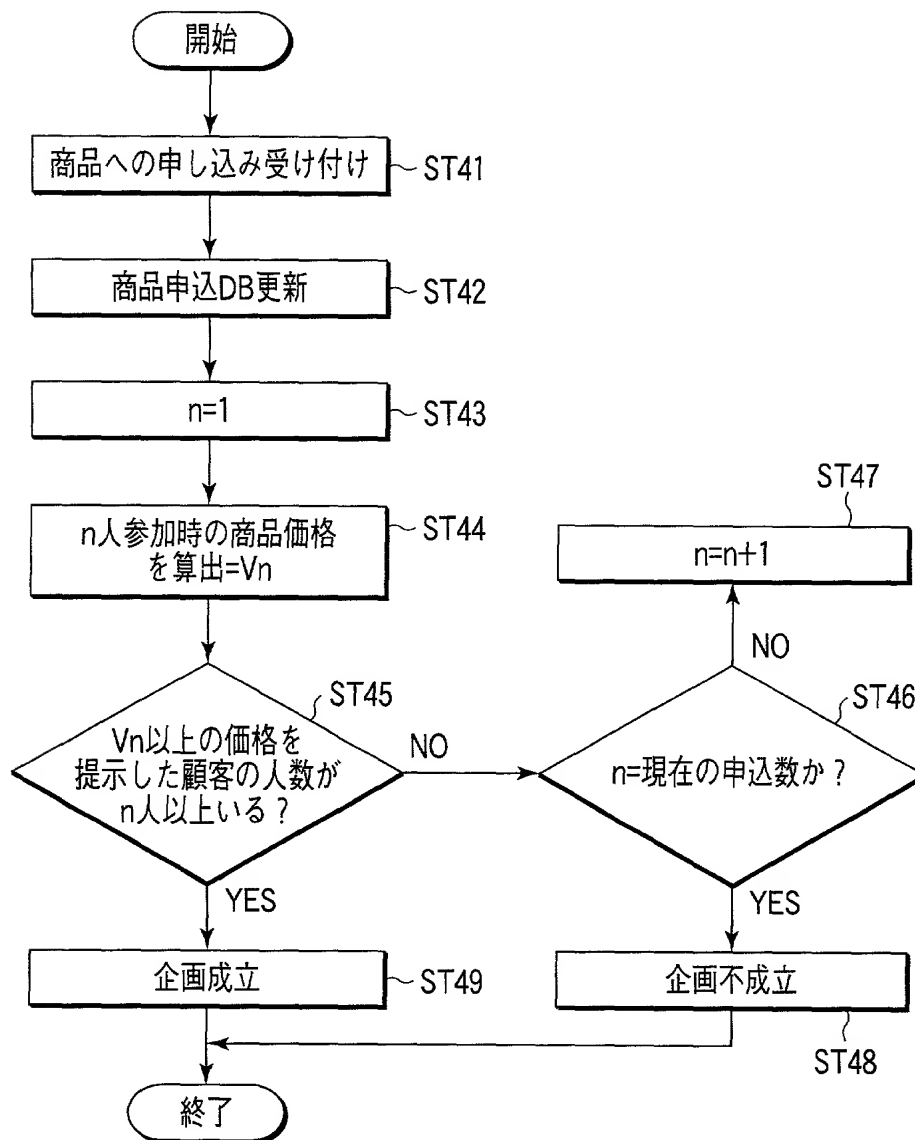 開始
商品への申し込み受け付け
ST41
商品申込DB更新
ST42
n=1
ST43
n人参加時の商品価格
を算出=Vn
ST44
ST47
n=n+1
NO
Vn以上の価格を
提示した顧客の人数が
n人以上いる？
ST45
NO
n=現在の申込数か？
ST46
YES
YES
企画成立
ST49
企画不成立
ST48
終了